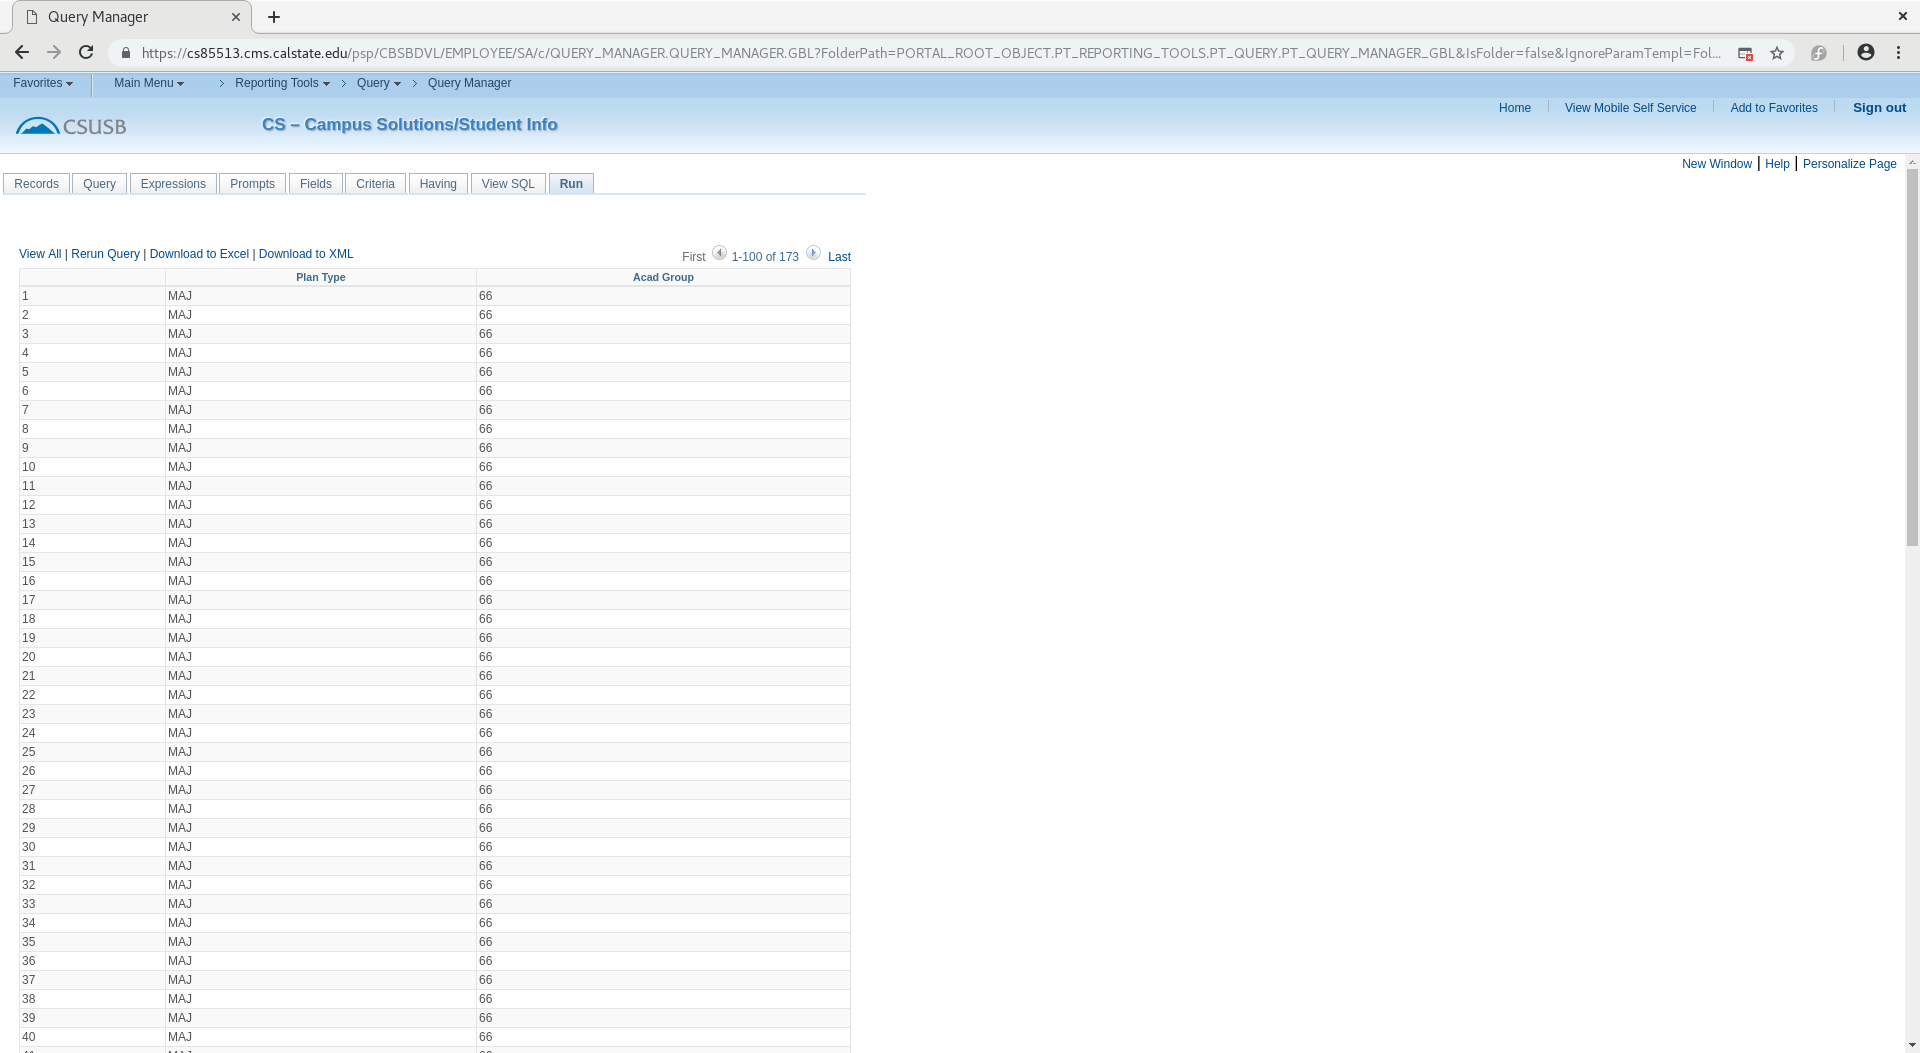 Query Manager
https://cs85513.cms.calstate.edu/psp/CBSBDVL/EMPLOYEE/SA/c/QUERY_MANAGER.QUERY_MANAGER.GBL?FolderPath=PORTAL_ROOT_OBJECT.PT_REPORTING_TOOLS.PT_QUERY.PT_QUERY_MANAGER_GBL&IsFolder=false&IgnoreParamTempl=Fol...
Favorites Main Menu Reporting Tools Query Query Manager
Home View Mobile Self Service Add to Favorites Sign out
CSUSB CS – Campus Solutions/Student Info
New Window | Help | Personalize Page
Records Query Expressions Prompts Fields Criteria Having View SQL Run
View All | Rerun Query | Download to Excel | Download to XML First 1-100 of 173 Last
Plan Type Acad Group
1 MAJ 66
2 MAJ 66
3 MAJ 66
4 MAJ 66
5 MAJ 66
6 MAJ 66
7 MAJ 66
8 MAJ 66
9 MAJ 66
10 MAJ 66
11 MAJ 66
12 MAJ 66
13 MAJ 66
14 MAJ 66
15 MAJ 66
16 MAJ 66
17 MAJ 66
18 MAJ 66
19 MAJ 66
20 MAJ 66
21 MAJ 66
22 MAJ 66
23 MAJ 66
24 MAJ 66
25 MAJ 66
26 MAJ 66
27 MAJ 66
28 MAJ 66
29 MAJ 66
30 MAJ 66
31 MAJ 66
32 MAJ 66
33 MAJ 66
34 MAJ 66
35 MAJ 66
36 MAJ 66
37 MAJ 66
38 MAJ 66
39 MAJ 66
40 MAJ 66